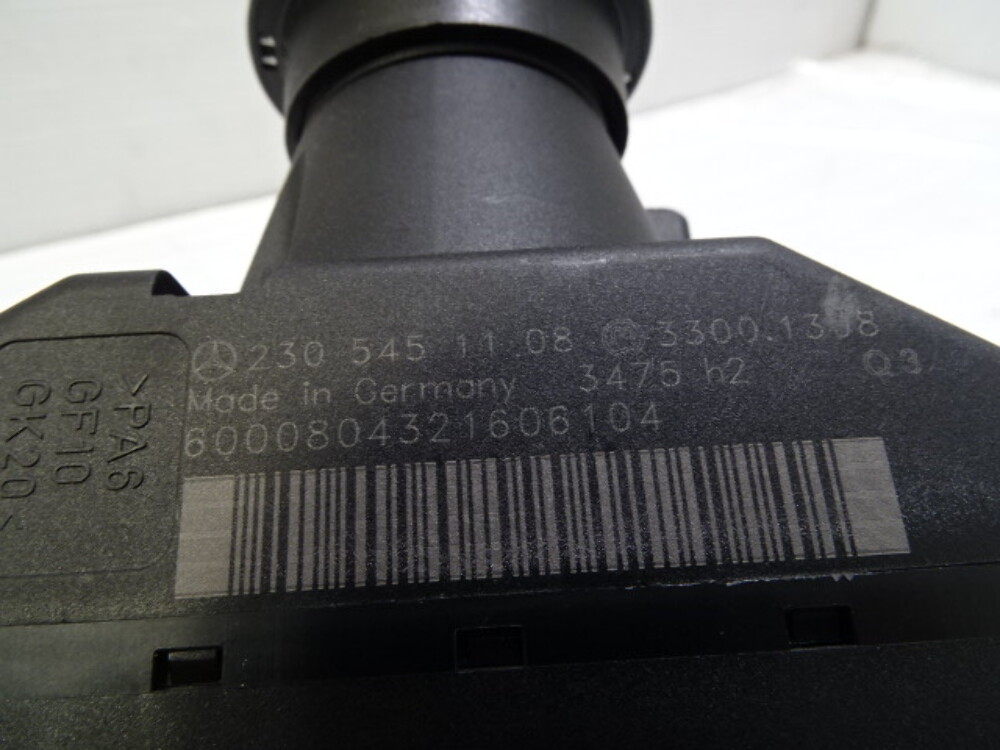 230 545 11 08 3300.1308
Made in Germany 3475 h2
Q3
6000804321606104
>PA6
GF10
GK20<